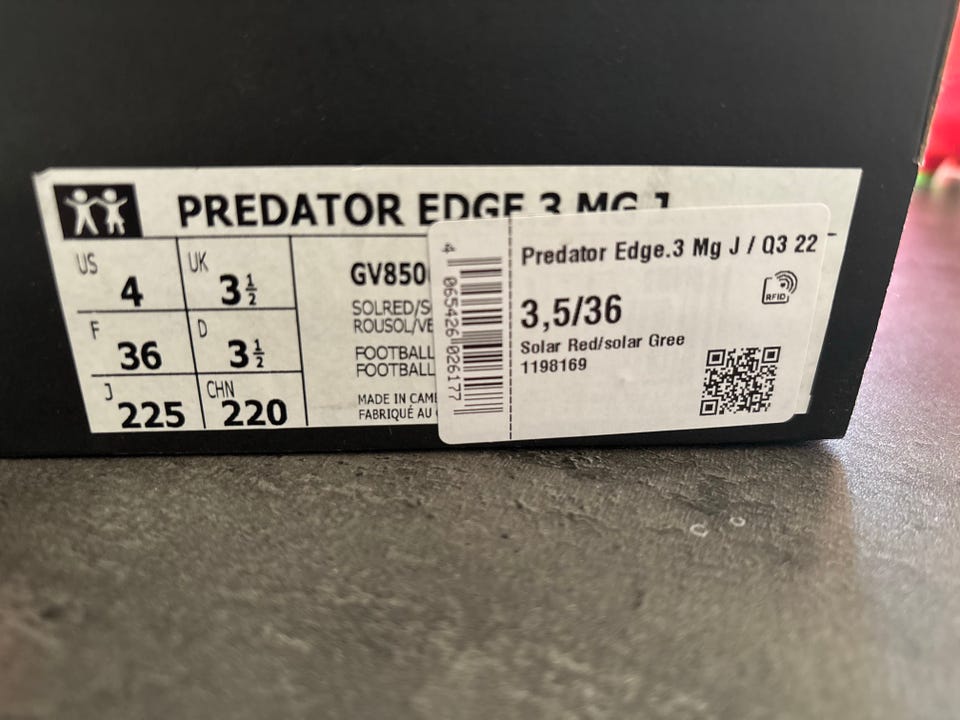 PREDATOR EDGE 3 MG J
US 4 UK 3½
F 36 D 3½
J 225 CHN 220
GV850
SOLRED/S
ROUSOL/VE
FOOTBALL
FOOTBALL
MADE IN CAM
FABRIQUÉ AU
4 065426 026177
Predator Edge.3 Mg J / Q3 22
RFID
3,5/36
Solar Red/solar Gree
1198169